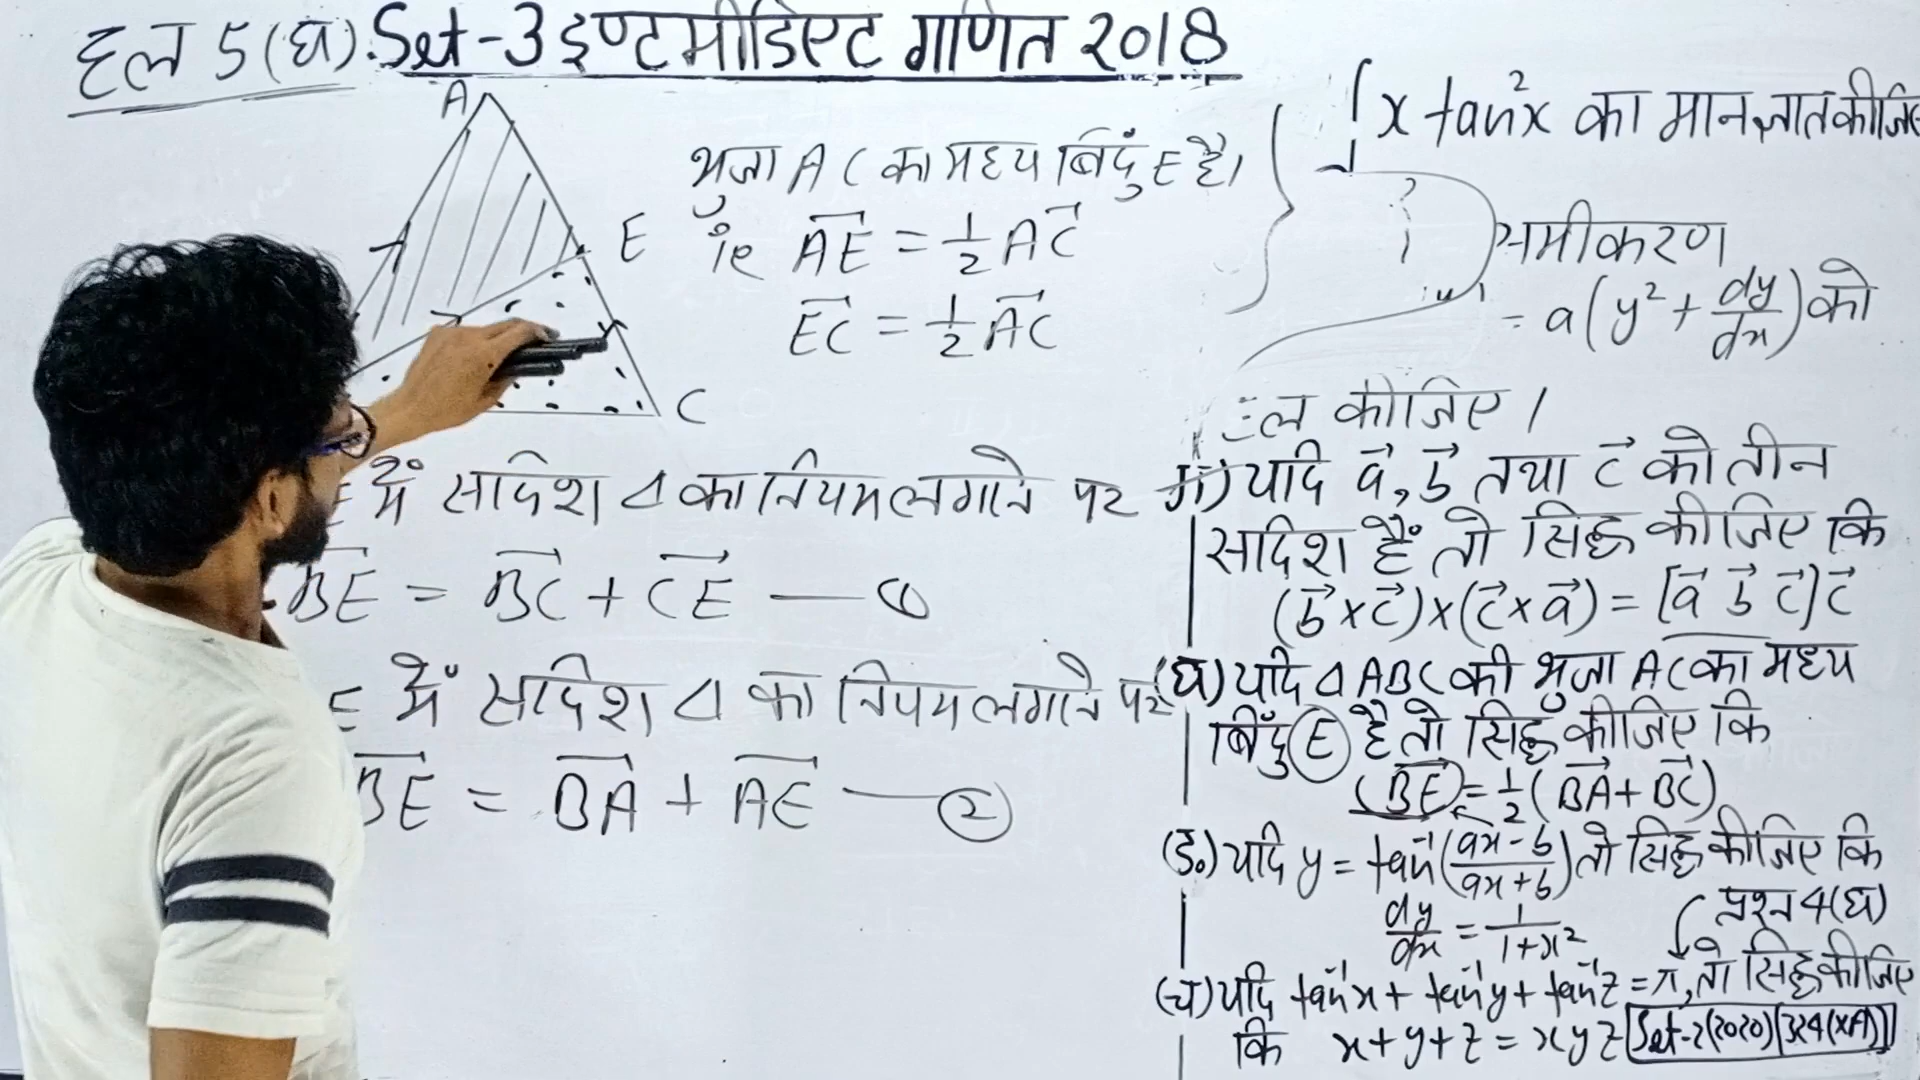 हल 5(घ). Set-3 इण्टमीडिएट गणित 2018
A
E
C
भुजा AC का मध्य बिंदु E है।
ie AE = 1/2 AC
EC = 1/2 AC
में सदिश Δ का नियम लगाने पर
BE = BC + CE — ①
E में सदिश Δ का नियम लगाने पर
BE = BA + AE — ②
∫ x tan²x का मान ज्ञात कीजिए
समीकरण
= a(y² + dy/dx) को
हल कीजिए।
ग) यदि a⃗, b⃗ तथा c⃗ को तीन
सदिश हैं तो सिद्ध कीजिए कि
(b⃗×c⃗)×(c⃗×a⃗) = [a⃗ b⃗ c⃗]c⃗
(घ) यदि Δ ABC की भुजा AC का मध्य
बिंदुँ E है तो सिद्ध कीजिए कि
(BE) = 1/2 (BA + BC)
(ड.) यदि y = tan⁻¹((ax-b)/(ax+b)) तो सिद्ध कीजिए कि
dy/dx = 1/(1+x²)
प्रश्न 4(घ)
(च) यदि tan⁻¹x + tan⁻¹y + tan⁻¹z = π, तो सिद्ध कीजिए
कि x+y+z = xyz [Set-2(2020)[324(XA)]]